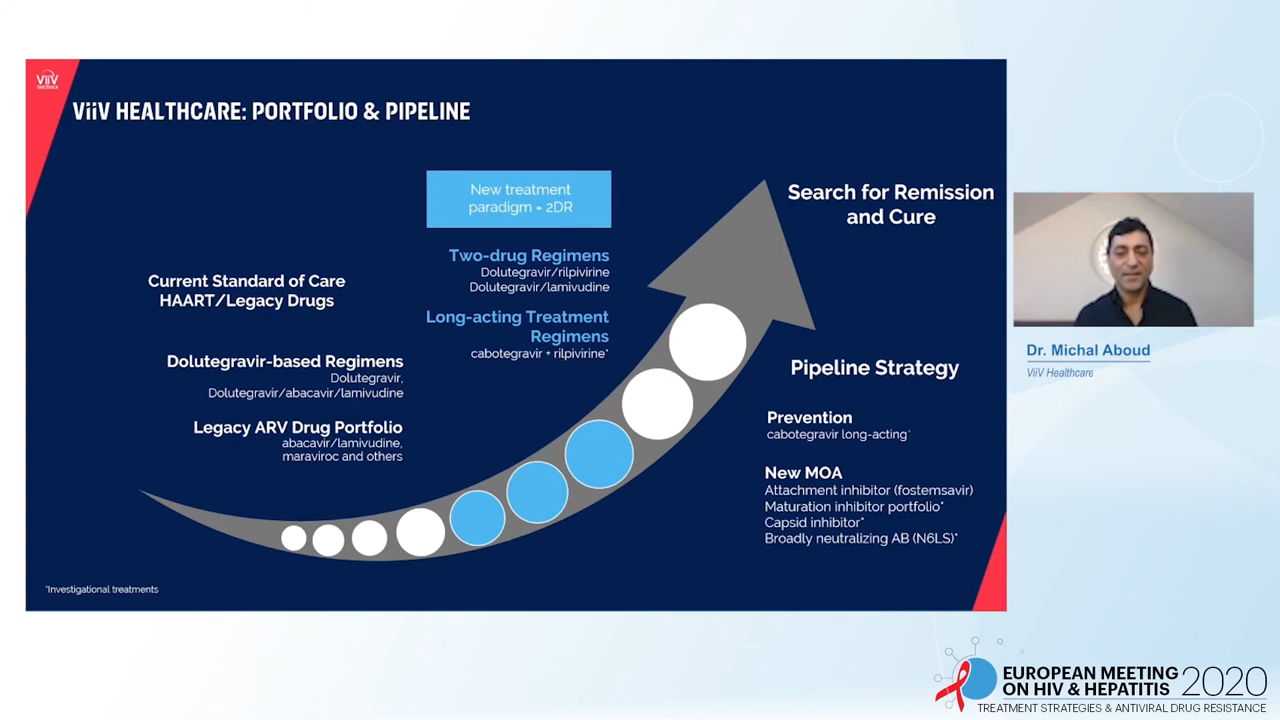 ViiV
ViiV HEALTHCARE: PORTFOLIO & PIPELINE
New treatment
paradigm = 2DR
Two-drug Regimens
Dolutegravir/rilpivirine
Dolutegravir/lamivudine
Long-acting Treatment
Regimens
cabotegravir + rilpivirine*
Current Standard of Care
HAART/Legacy Drugs
Dolutegravir-based Regimens
Dolutegravir,
Dolutegravir/abacavir/lamivudine
Legacy ARV Drug Portfolio
abacavir/lamivudine,
maraviroc and others
Search for Remission
and Cure
Pipeline Strategy
Prevention
cabotegravir long-acting*
New MOA
Attachment inhibitor (fostemsavir)
Maturation inhibitor portfolio*
Capsid inhibitor*
Broadly neutralizing AB (N6LS)*
*Investigational treatments
Dr. Michal Aboud
ViiV Healthcare
EUROPEAN MEETING
ON HIV & HEPATITIS 2020
TREATMENT STRATEGIES & ANTIVIRAL DRUG RESISTANCE